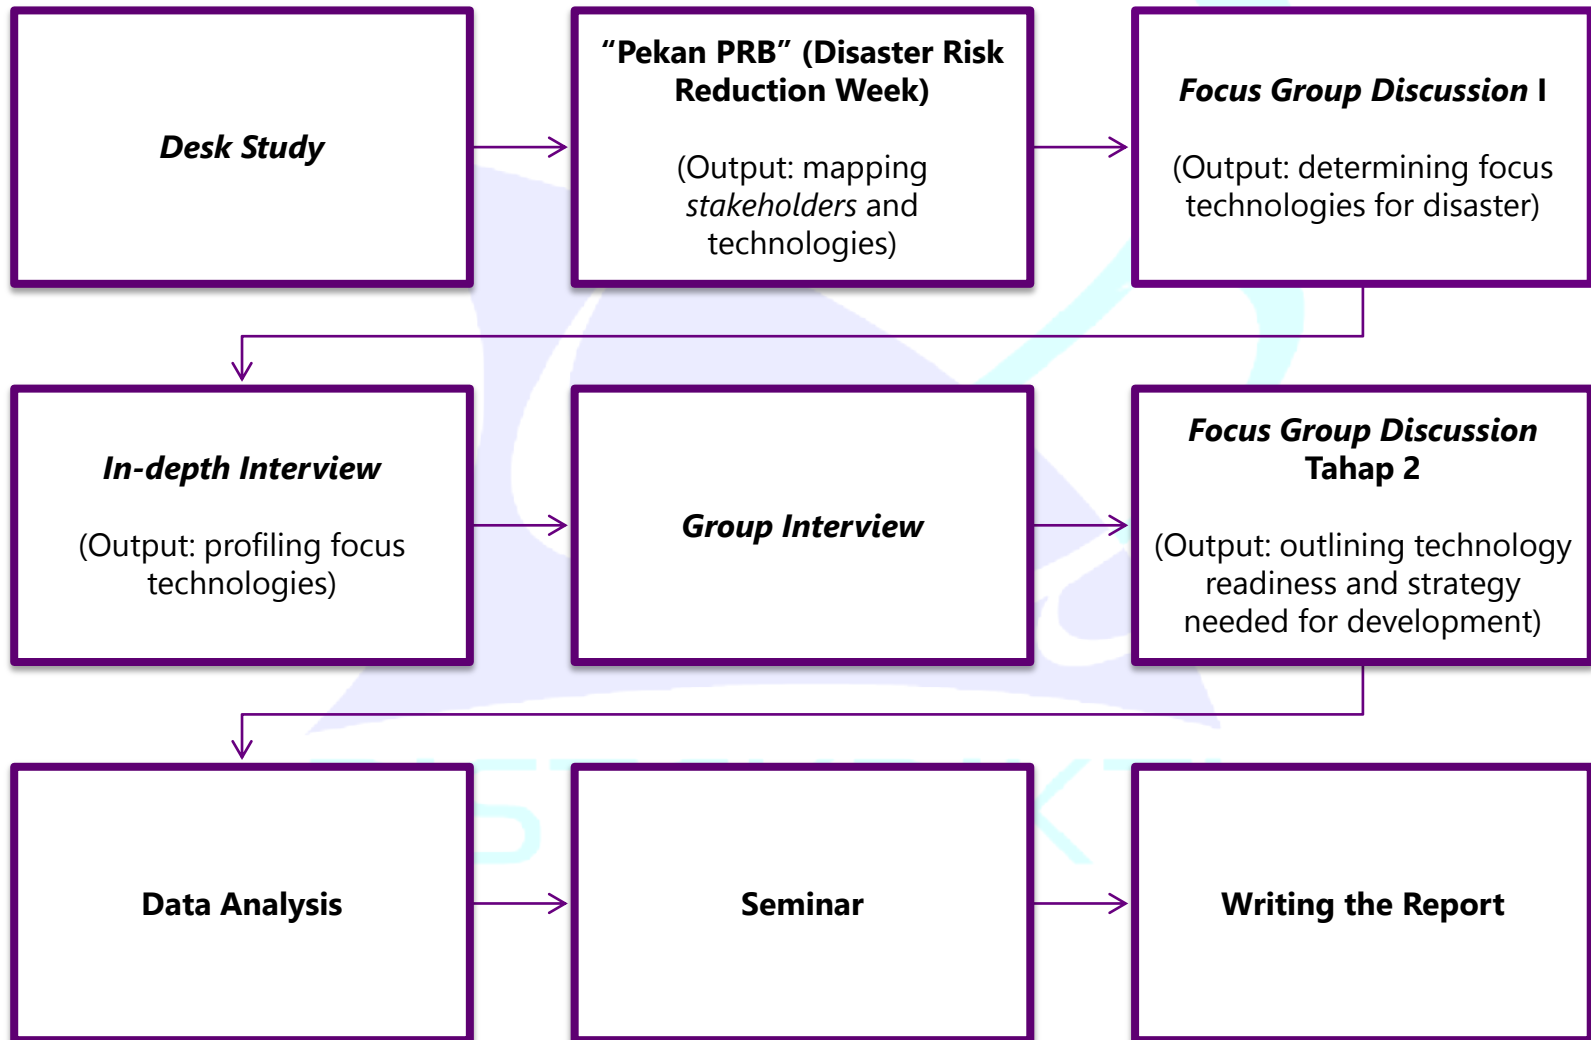 Desk Study
“Pekan PRB” (Disaster Risk
Reduction Week)
(Output: mapping
stakeholders and
technologies)
Focus Group Discussion I
(Output: determining focus
technologies for disaster)
In-depth Interview
(Output: profiling focus
technologies)
Group Interview
Focus Group Discussion
Tahap 2
(Output: outlining technology
readiness and strategy
needed for development)
Data Analysis
Seminar
Writing the Report